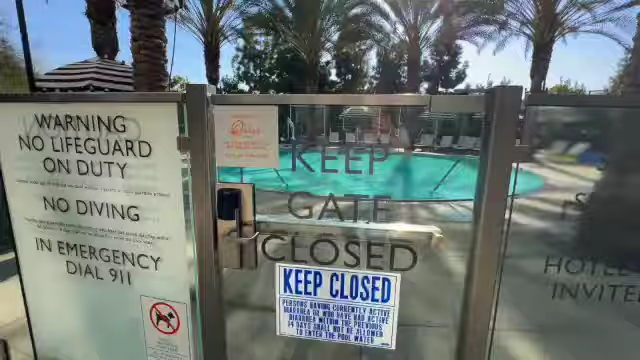 WARNING
NO LIFEGUARD
ON DUTY
NO DIVING
IN EMERGENCY
DIAL 911
KEEP
GATE
CLOSED
KEEP CLOSED
PERSONS HAVING CURRENTLY ACTIVE
DIARRHEA OR WHO HAVE HAD ACTIVE
DIARRHEA WITHIN THE PREVIOUS
14 DAYS SHALL NOT BE ALLOWED
TO ENTER THE POOL WATER
HOTEL
INVITE